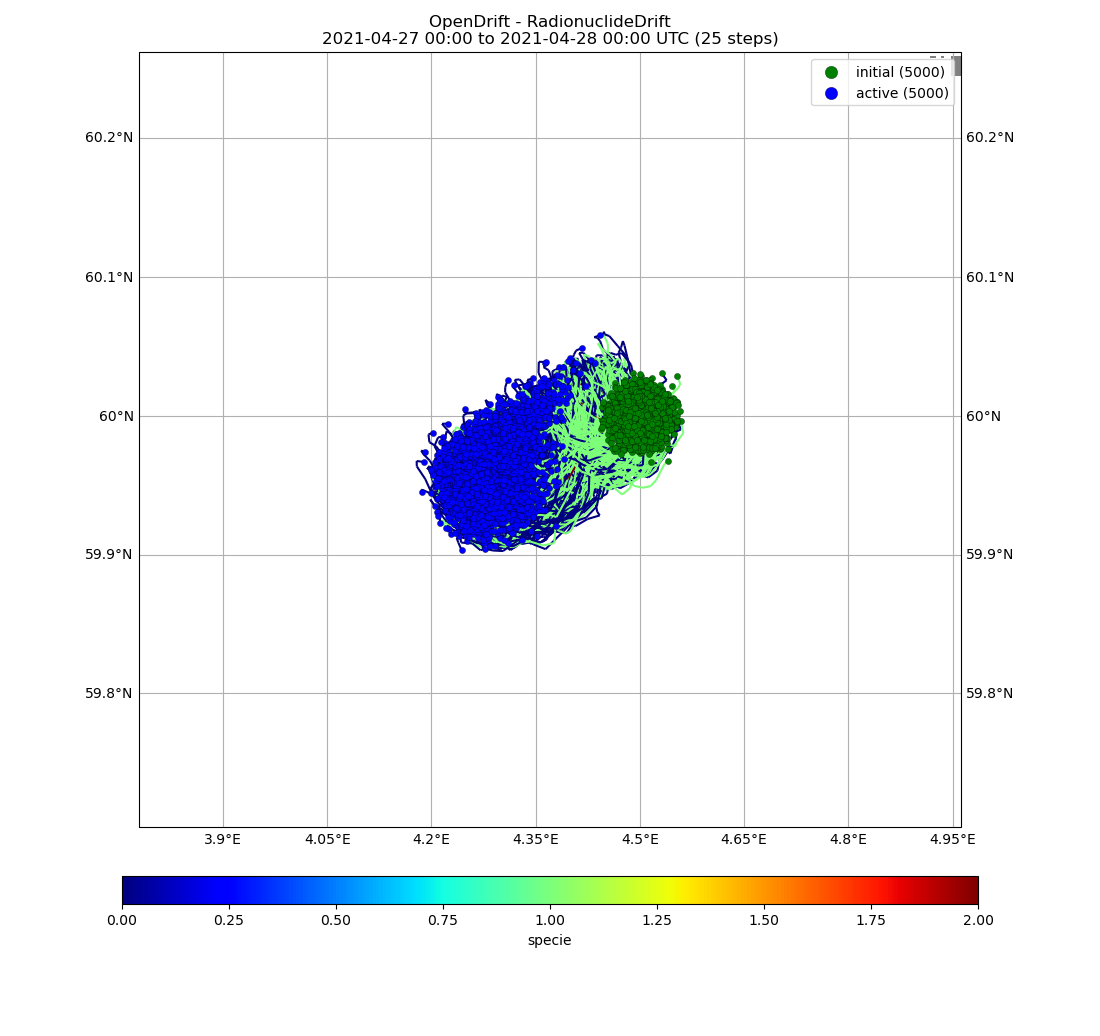 OpenDrift - RadionuclideDrift
2021-04-27 00:00 to 2021-04-28 00:00 UTC (25 steps)
initial (5000)
active (5000)
60.2°N 60.2°N
60.1°N 60.1°N
60°N 60°N
59.9°N 59.9°N
59.8°N 59.8°N
3.9°E 4.05°E 4.2°E 4.35°E 4.5°E 4.65°E 4.8°E 4.95°E
0.00 0.25 0.50 0.75 1.00 1.25 1.50 1.75 2.00
specie